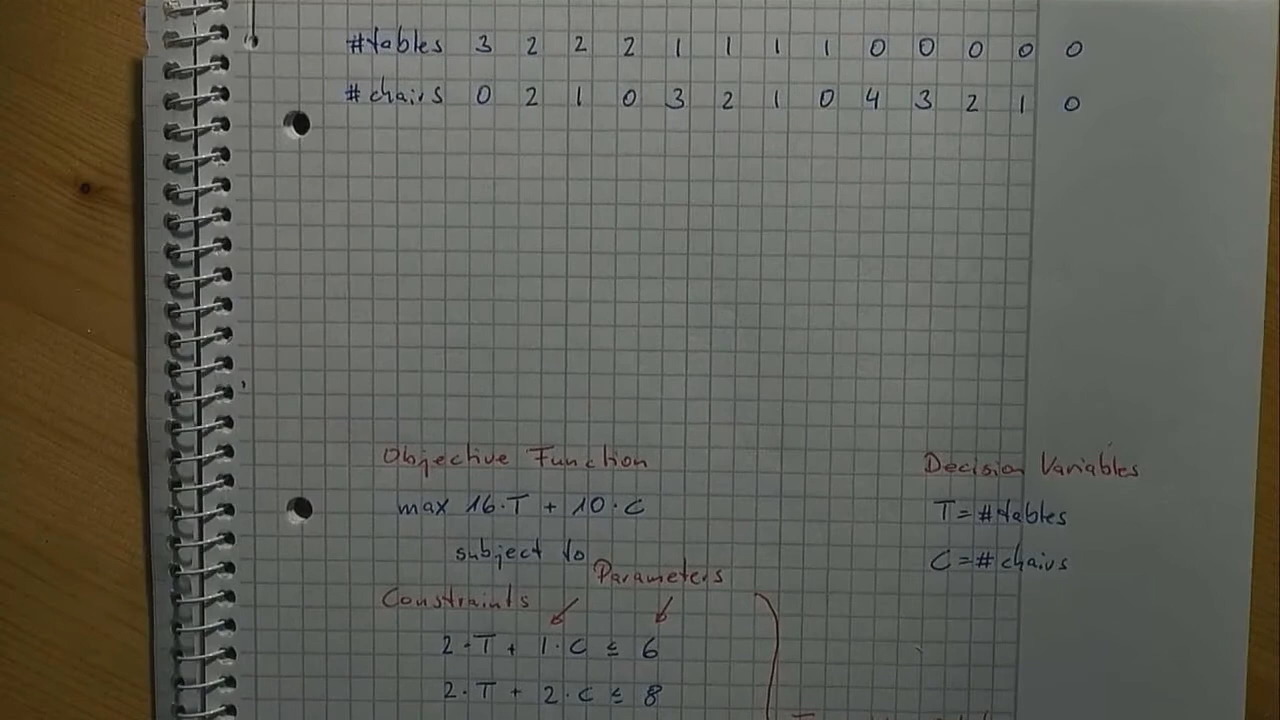 #tables 3 2 2 2 1 1 1 1 0 0 0 0 0
#chairs 0 2 1 0 3 2 1 0 4 3 2 1 0
Objective Function
max 16·T + 10·C
subject to
Parameters
Constraints
2·T + 1·C ≤ 6
2·T + 2·C ≤ 8
Decision Variables
T=#tables
C=#chairs